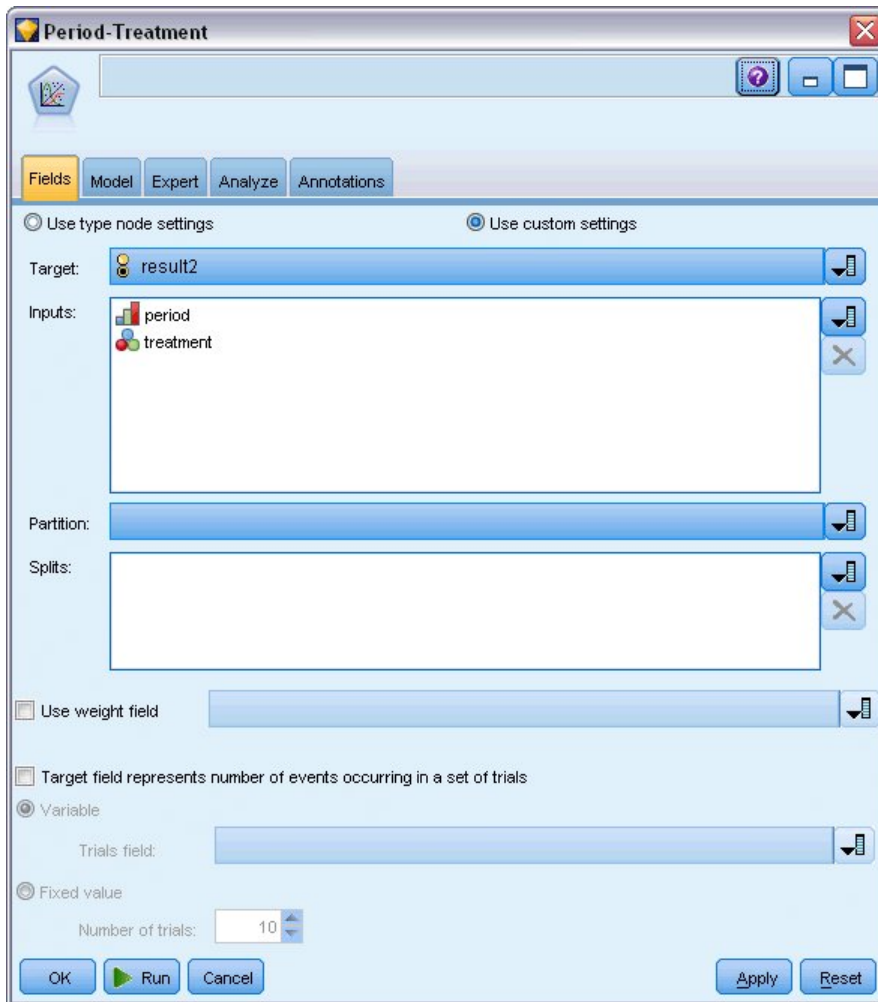 Period-Treatment
Fields Model Expert Analyze Annotations
Use type node settings Use custom settings
Target: result2
Inputs: period
treatment
Partition:
Splits:
Use weight field
Target field represents number of events occurring in a set of trials
Variable
Trials field:
Fixed value
Number of trials: 10
OK Run Cancel Apply Reset